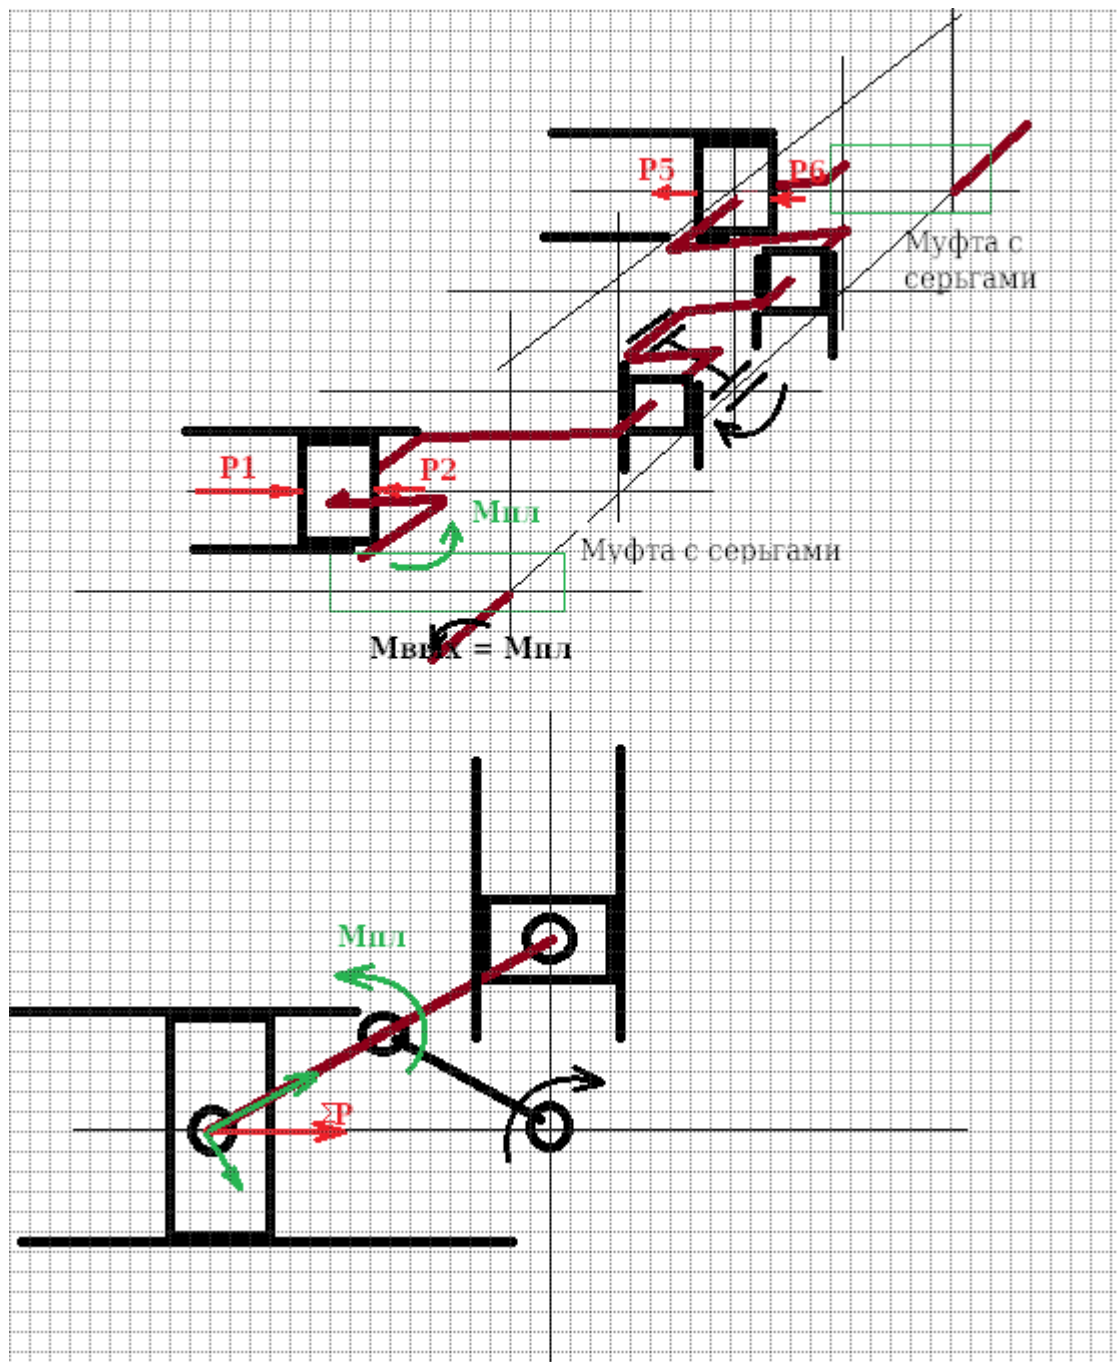 P5
P6
Муфта с
серьгами
P1
P2
Мпл
Муфта с серьгами
Мвых = Мпл
Мпл
ΣP